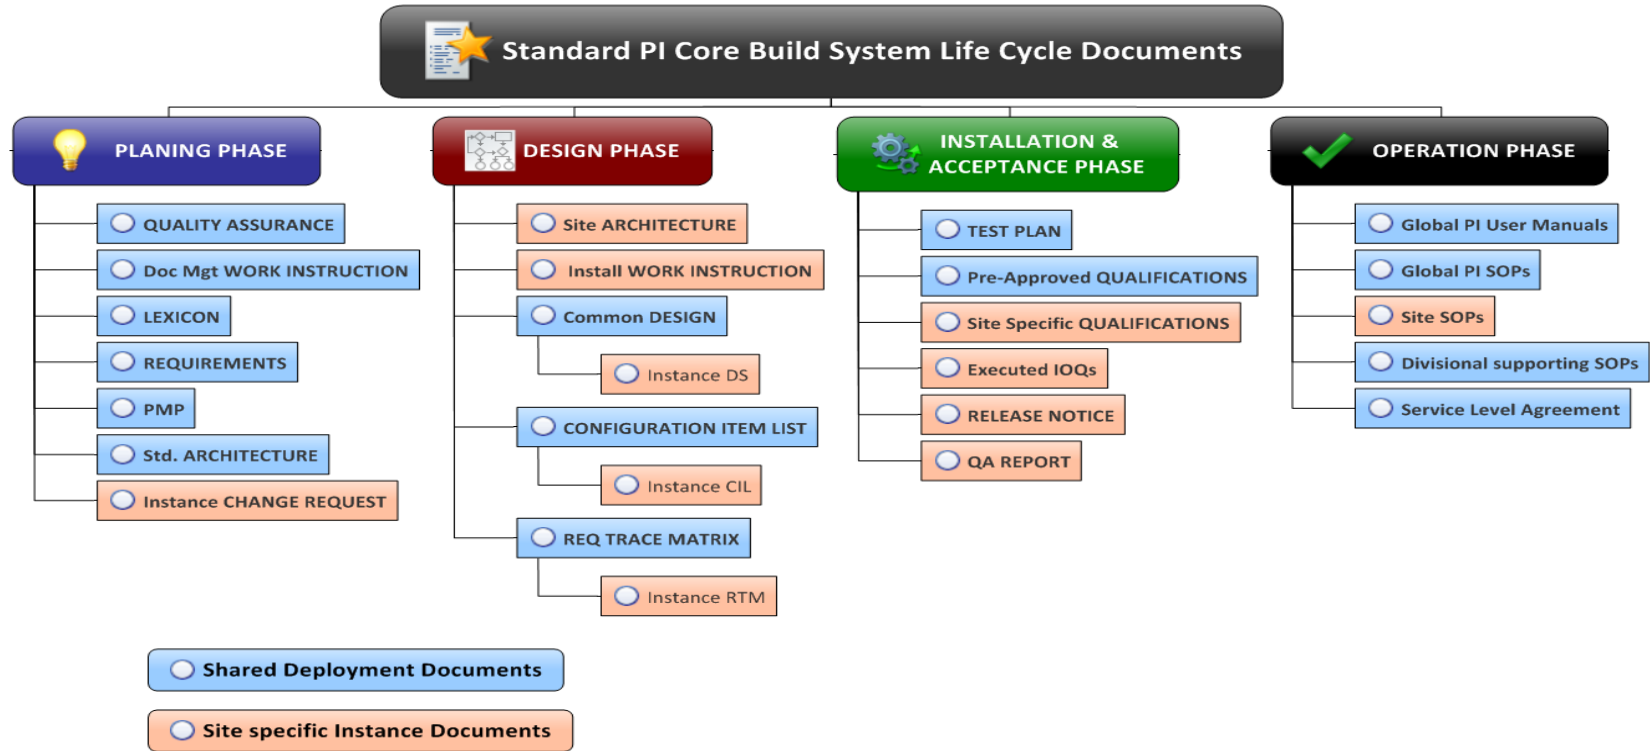 Standard PI Core Build System Life Cycle Documents
PLANING PHASE
QUALITY ASSURANCE
Doc Mgt WORK INSTRUCTION
LEXICON
REQUIREMENTS
PMP
Std. ARCHITECTURE
Instance CHANGE REQUEST
DESIGN PHASE
Site ARCHITECTURE
Install WORK INSTRUCTION
Common DESIGN
Instance DS
CONFIGURATION ITEM LIST
Instance CIL
REQ TRACE MATRIX
Instance RTM
INSTALLATION &
ACCEPTANCE PHASE
TEST PLAN
Pre-Approved QUALIFICATIONS
Site Specific QUALIFICATIONS
Executed IOQs
RELEASE NOTICE
QA REPORT
OPERATION PHASE
Global PI User Manuals
Global PI SOPs
Site SOPs
Divisional supporting SOPs
Service Level Agreement
Shared Deployment Documents
Site specific Instance Documents